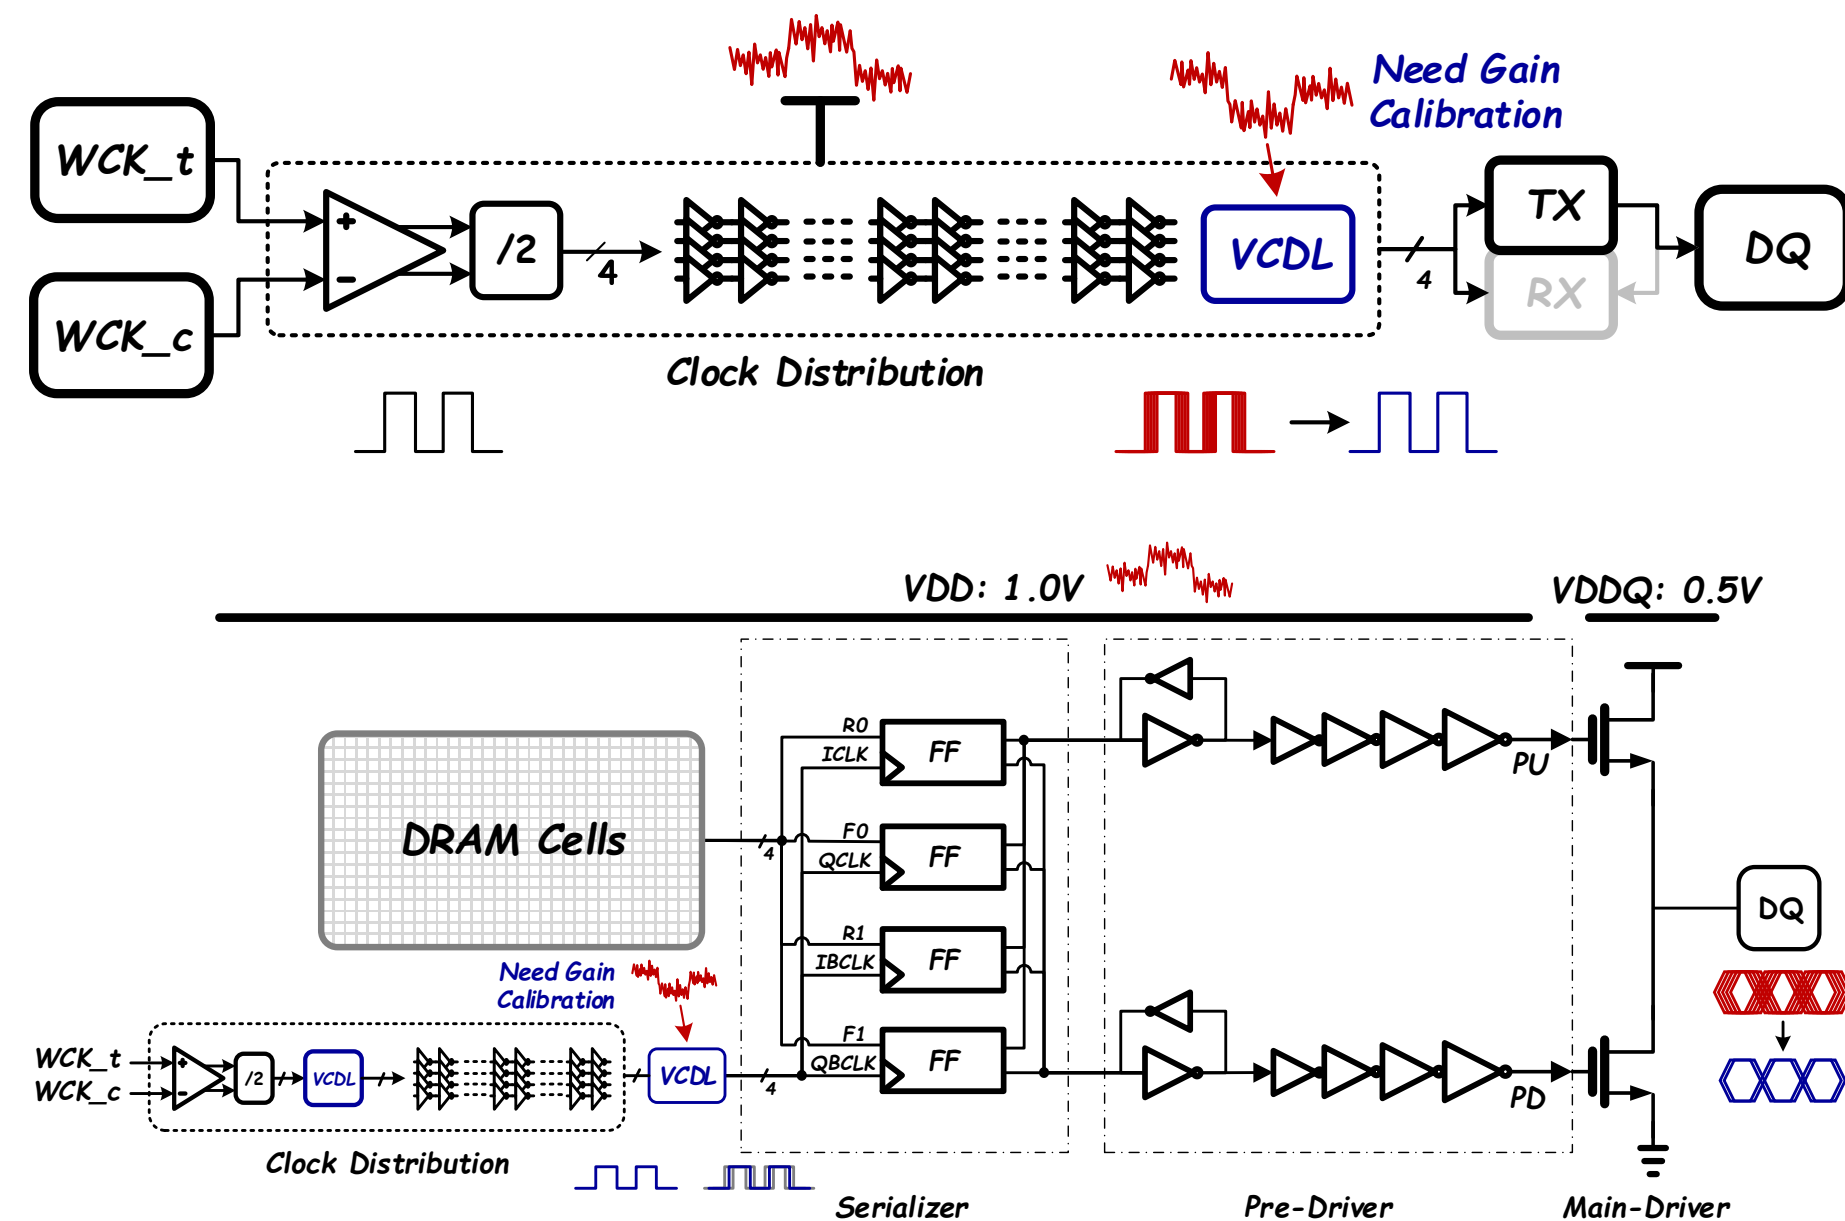 Need Gain
Calibration
WCK_t
WCK_c
+
−
/2
4
VCDL
4
TX
RX
DQ
Clock Distribution
VDD: 1.0V
VDDQ: 0.5V
DRAM Cells
4
R0
ICLK
FF
F0
QCLK
FF
R1
IBCLK
FF
F1
QBCLK
FF
PU
PD
DQ
Need Gain
Calibration
WCK_t
WCK_c
+
−
/2
VCDL
VCDL
4
Clock Distribution
Serializer
Pre-Driver
Main-Driver